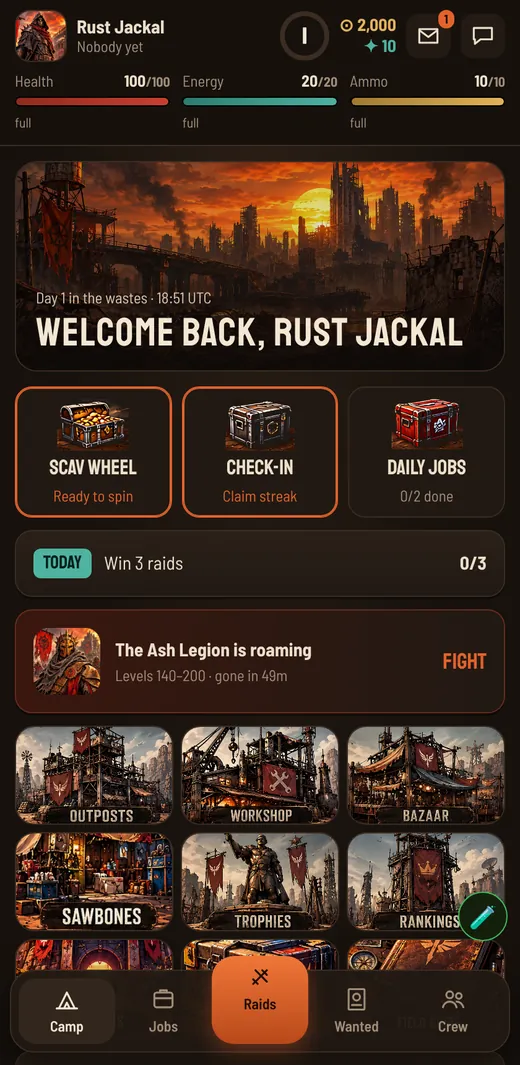 Rust Jackal
Nobody yet
I
2,000
10
1
Health 100/100
Energy 20/20
Ammo 10/10
full
full
full
Day 1 in the wastes · 18:51 UTC
WELCOME BACK, RUST JACKAL
SCAV WHEEL
Ready to spin
CHECK-IN
Claim streak
DAILY JOBS
0/2 done
TODAY Win 3 raids 0/3
The Ash Legion is roaming
Levels 140–200 · gone in 49m
FIGHT
OUTPOSTS
WORKSHOP
BAZAAR
SAWBONES
TROPHIES
RANKINGS
Camp
Jobs
Raids
Wanted
Crew